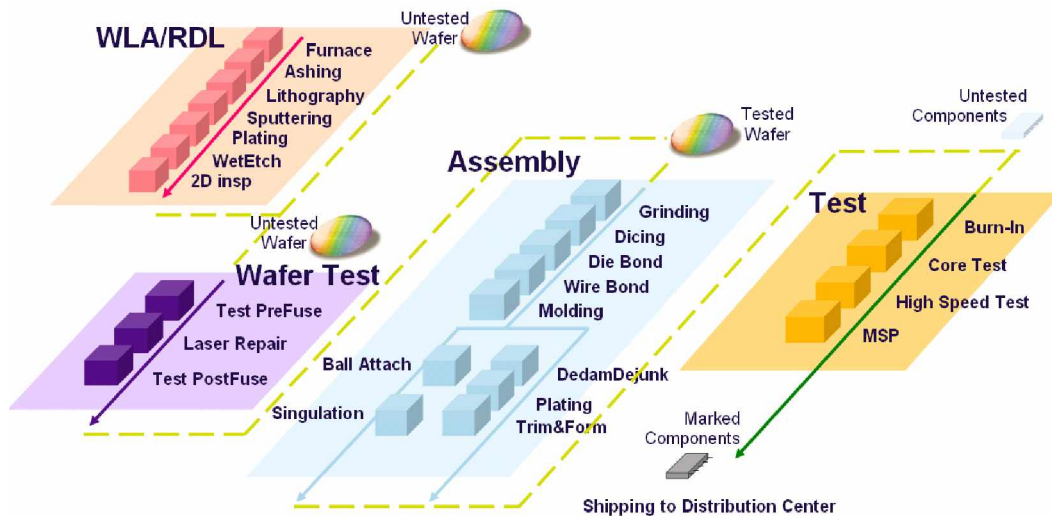 WLA/RDL
Furnace
Ashing
Lithography
Sputtering
Plating
WetEtch
2D insp
Untested
Wafer
Untested
Wafer
Wafer Test
Test PreFuse
Laser Repair
Test PostFuse
Assembly
Grinding
Dicing
Die Bond
Wire Bond
Molding
Ball Attach
Singulation
DedamDejunk
Plating
Trim&Form
Tested
Wafer
Untested
Components
Test
Burn-In
Core Test
High Speed Test
MSP
Marked
Components
Shipping to Distribution Center